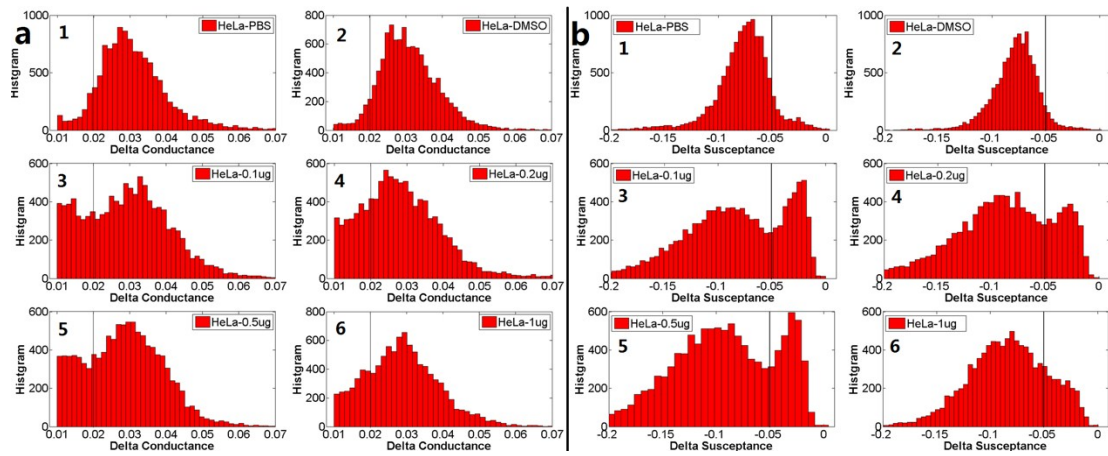 a
1
HeLa-PBS
1000
500
0
Histgram
0.01 0.02 0.03 0.04 0.05 0.06 0.07
Delta Conductance
2
HeLa-DMSO
800
600
400
200
0
Histgram
0.01 0.02 0.03 0.04 0.05 0.06 0.07
Delta Conductance
3
HeLa-0.1ug
600
400
200
0
Histgram
0.01 0.02 0.03 0.04 0.05 0.06 0.07
Delta Conductance
4
HeLa-0.2ug
600
400
200
0
Histgram
0.01 0.02 0.03 0.04 0.05 0.06 0.07
Delta Conductance
5
HeLa-0.5ug
600
400
200
0
Histgram
0.01 0.02 0.03 0.04 0.05 0.06 0.07
Delta Conductance
6
HeLa-1ug
800
600
400
200
0
Histgram
0.01 0.02 0.03 0.04 0.05 0.06 0.07
Delta Conductance
b
HeLa-PBS
1
1000
500
0
Histgram
-0.2 -0.15 -0.1 -0.05 0
Delta Susceptance
HeLa-DMSO
2
1000
500
0
Histgram
-0.2 -0.15 -0.1 -0.05 0
Delta Susceptance
HeLa-0.1ug
3
600
400
200
0
Histgram
-0.2 -0.15 -0.1 -0.05 0
Delta Susceptance
HeLa-0.2ug
4
600
400
200
0
Histgram
-0.2 -0.15 -0.1 -0.05 0
Delta Susceptance
HeLa-0.5ug
5
600
400
200
0
Histgram
-0.2 -0.15 -0.1 -0.05 0
Delta Susceptance
HeLa-1ug
6
600
400
200
0
Histgram
-0.2 -0.15 -0.1 -0.05 0
Delta Susceptance